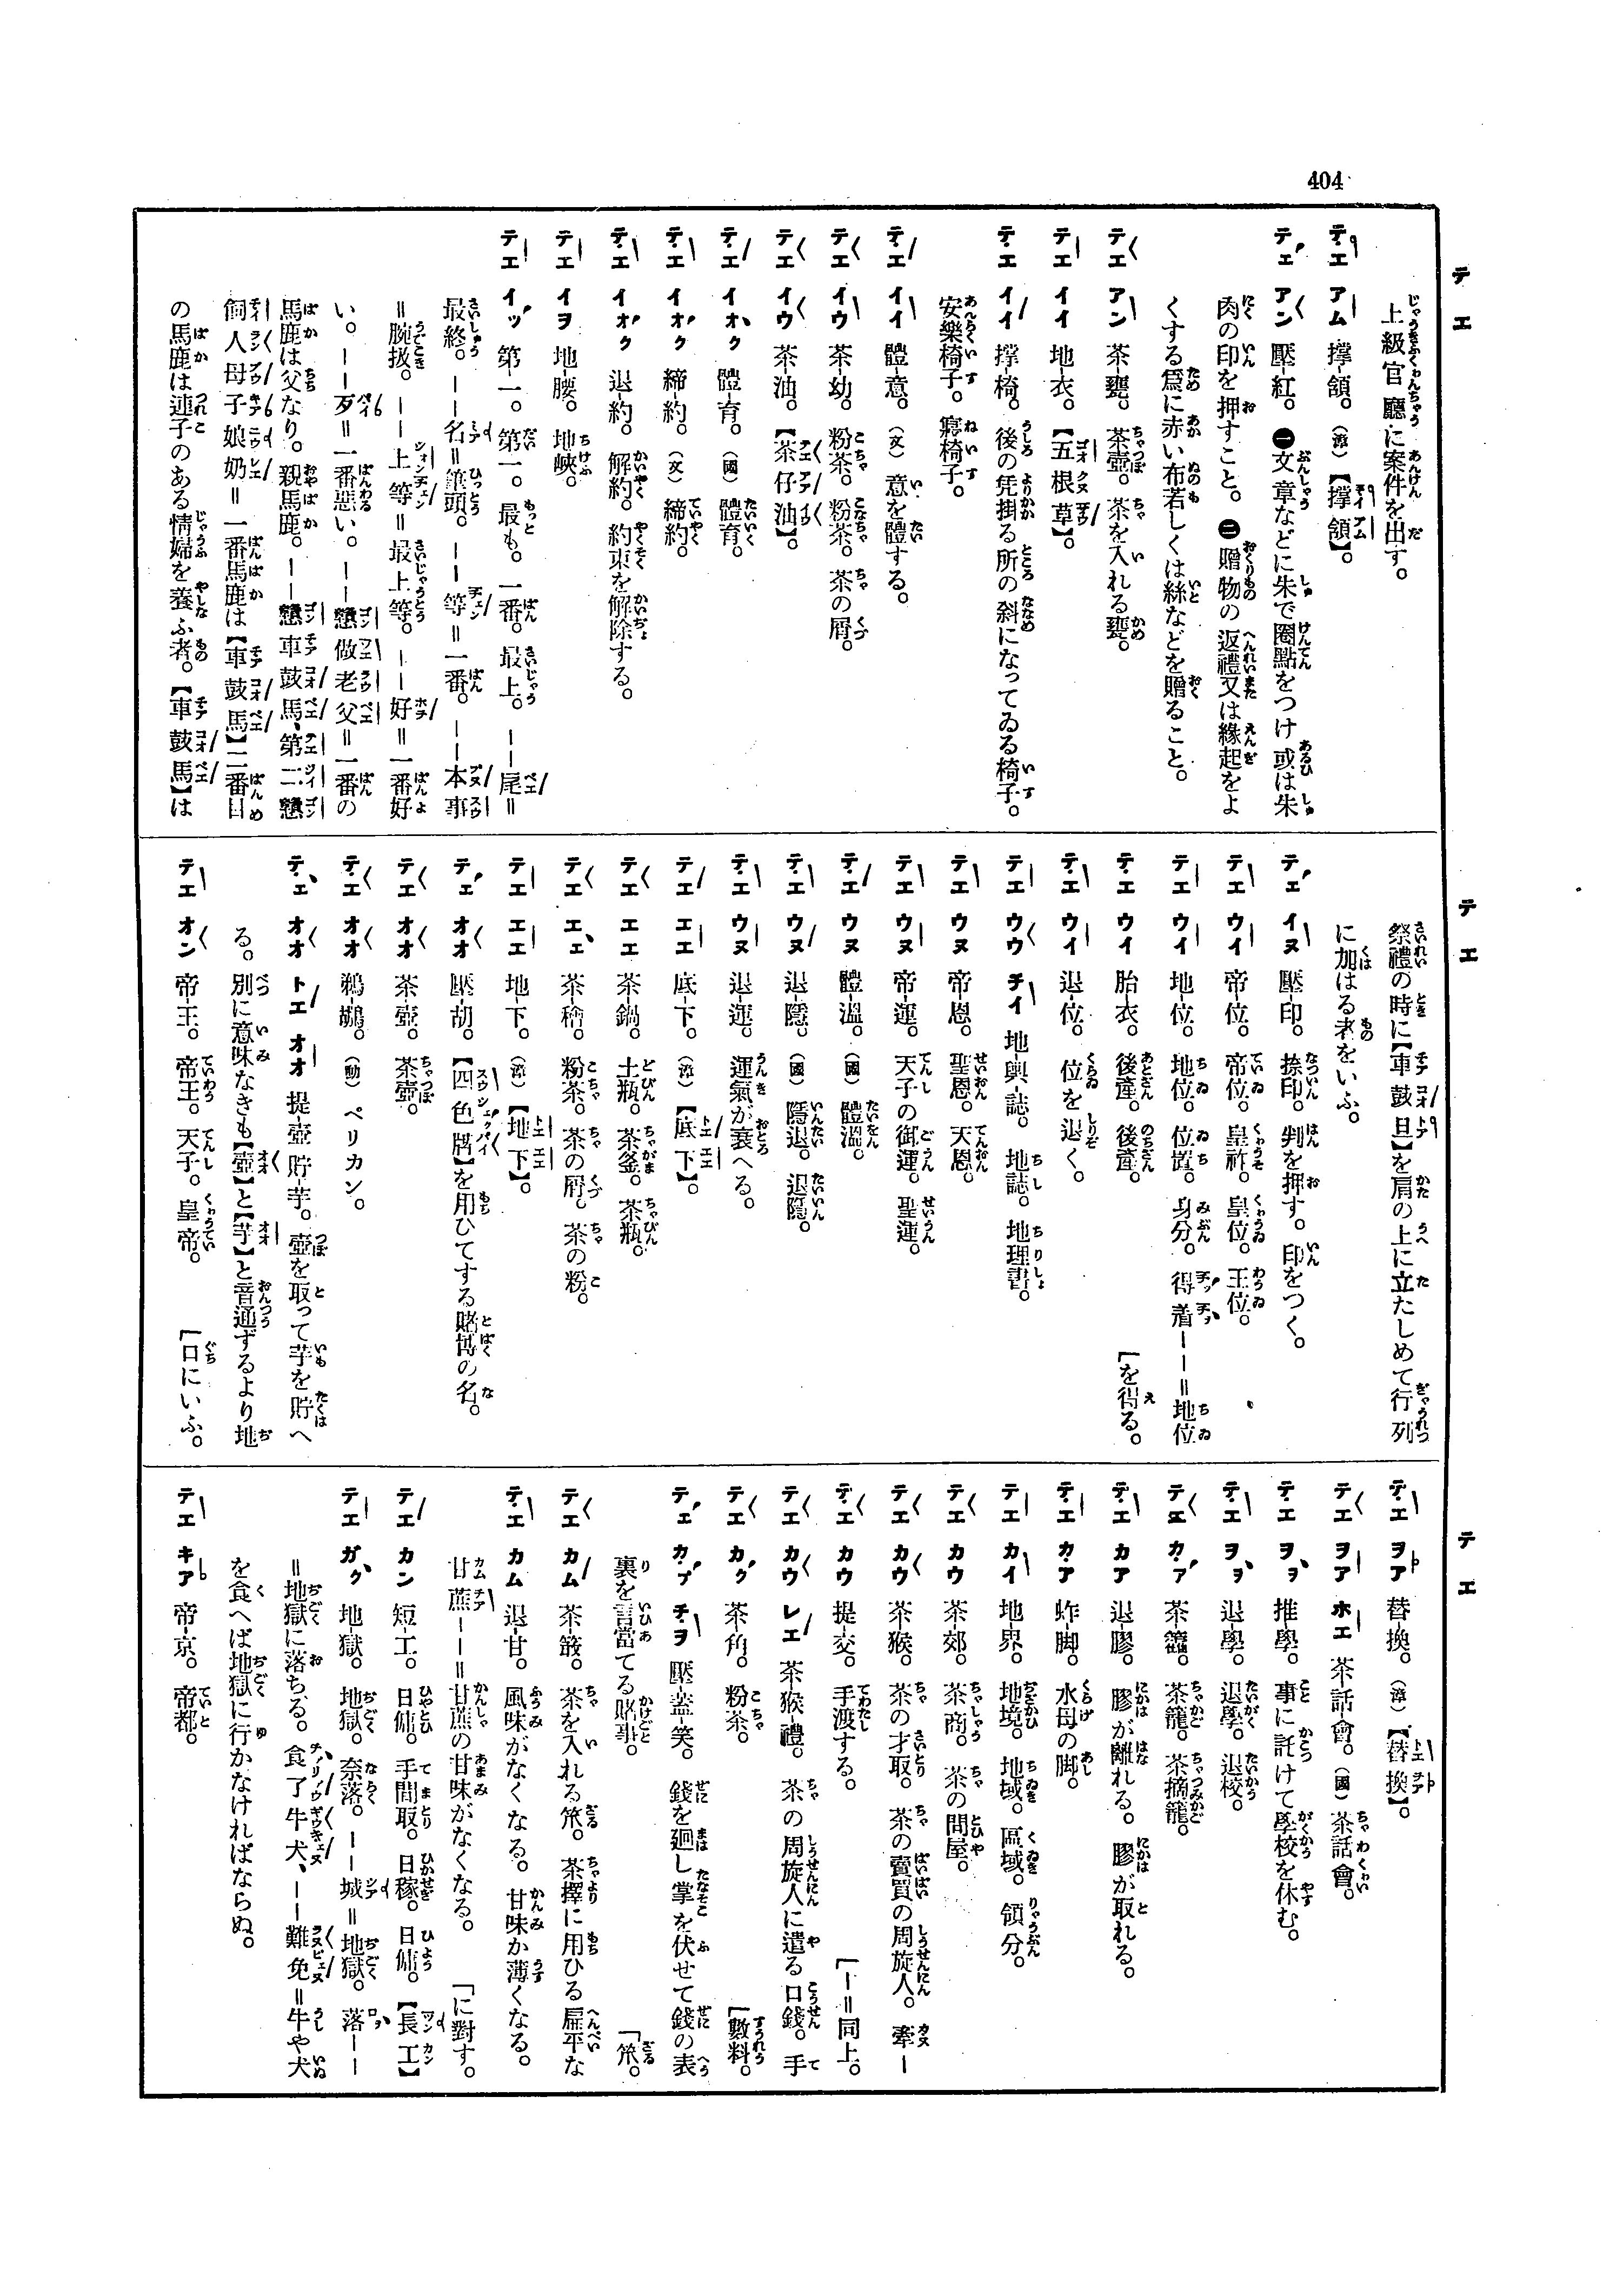 404
テエ
上級官廳に案件を出す。
テエ アム 撐-頷。(漳)【撐頷】。
テエ アン 壓-紅。㊀文章などに朱で圈點をつけ或は朱
肉の印を押すこと。㊁贈物の返禮又は緣起をよ
くする爲に赤い布若しくは絲などを贈ること。
テエ アン 茶-甕。茶壺。茶を入れる甕。
テエ イイ 地-衣。【五根草】。
テエ イイ 撐-椅。後の凭掛る所の斜になってゐる椅子。
安樂椅子。寢椅子。
テエ イイ 體-意。(文)意を體する。
テエ イウ 茶-幼。粉茶。粉茶。茶の屑。
テエ イウ 茶-油。【茶仔油】。
テエ イオク 體-育。(國)體育。
テエ イオク 締-約。(文)締約。
テエ イオク 退-約。解約。約束を解除する。
テエ イヲ 地-腰。地峽。
テエ イッ 第一。第一。最も。一番。最上。ーー尾=
最終。ーー名=筆頭。ーー等=一番。ーー本事
=腕扱。ーー上等=最上等。ーー好=一番好
い。ーー歹=一番惡い。ーー戇做老父=一番の
馬鹿は父なり。親馬鹿。ーー戇車鼓馬、第二戇
飼人母子娘奶=一番馬鹿は【車鼓馬】二番目
の馬鹿は連子のある情婦を養ふ者。【車鼓馬】は
テエ
祭禮の時に【車鼓旦】を肩の上に立たしめて行列
に加はる者をいふ。
テエ イヌ 壓-印。捺印。判を押す。印をつく。
テエ ウイ 帝-位。帝位。皇祚。皇位。王位。
テエ ウイ 地-位。地位。位置。身分。得着ーー=地位
「を得る。
テエ ウイ 胎-衣。後產。後產。
テエ ウイ 退-位。位を退く。
テエ ウウ チイ 地-輿-誌。地誌。地理書。
テエ ウヌ 帝-恩。聖恩。天恩。
テエ ウヌ 帝-運。天子の御運。聖運。
テエ ウヌ 體-溫。(國)體溫。
テエ ウヌ 退-隱。(國)隱退。退隱。
テエ ウヌ 退-運。運氣が衰へる。
テエ エエ 底-下。(漳)【底下】。
テエ エエ 茶-鍋。土瓶。茶釜。茶瓶。
テエ エエ 茶-穢。粉茶。茶の屑。茶の粉。
テエ エエ 地-下。(漳)【地下】。
テエ オオ 壓-胡。【四色牌】を用ひてする賭博の名。
テエ オオ 茶-壺。茶壺。
テエ オオ 鵜-鶘。(動)ペリカン。
テエ オオ トエ オオ 提-壺貯-芋。壺を取って芋を貯へ
る。別に意味なきも【壺】と【芋】と音通ずるより地
「口にいふ。
テエ オン 帝-王。帝王。天子。皇帝。
テエ
テエ ヲア 替-換。(漳)【替換】。
テエ ヲア ホエ 茶-話-會。(國)茶話會。
テエ ヲヲ 推-學。事に託けて學校を休む。
テエ ヲヲ 退-學。退學。退校。
テエ カア 茶-籠。茶籠。茶摘籠。
テエ カア 退-膠。膠が離れる。膠が取れる。
テエ カア 蚱-脚。水母の脚。
テエ カイ 地-界。地境。地域。區域。領分。
テエ カウ 茶-郊。茶商。茶の問屋。
テエ カウ 茶-猴。茶の才取。茶の賣買の周旋人。牽ー
「ー=同上。
テエ カウ 提-交。手渡する。
テエ カウ レエ 茶-猴-禮。茶の周旋人に遣る口錢。手
「數料。
テエ カク 茶-角。粉茶。
テエ カプ チヲ 壓-蓋-笑。錢を廻し掌を伏せて錢の表
裏を言當てる賭事。
テエ カム 茶-䈄。茶を入れる笊。茶擇に用ひる扁平な
「笊。
テエ カム 退-甘。風味がなくなる。甘味か薄くなる。
甘蔗ーー=甘蔗の甘味がなくなる。
テエ カン 短-工。日傭。手間取。日稼。日傭。【長工】
「に對す。
テエ ガク 地-獄。地獄。奈落。ーー城=地獄。落ーー
=地獄に落ちる。食了牛犬、ーー難免=牛や犬
を食へば地獄に行かなければならぬ。
テエ キア 帝-京。帝都。